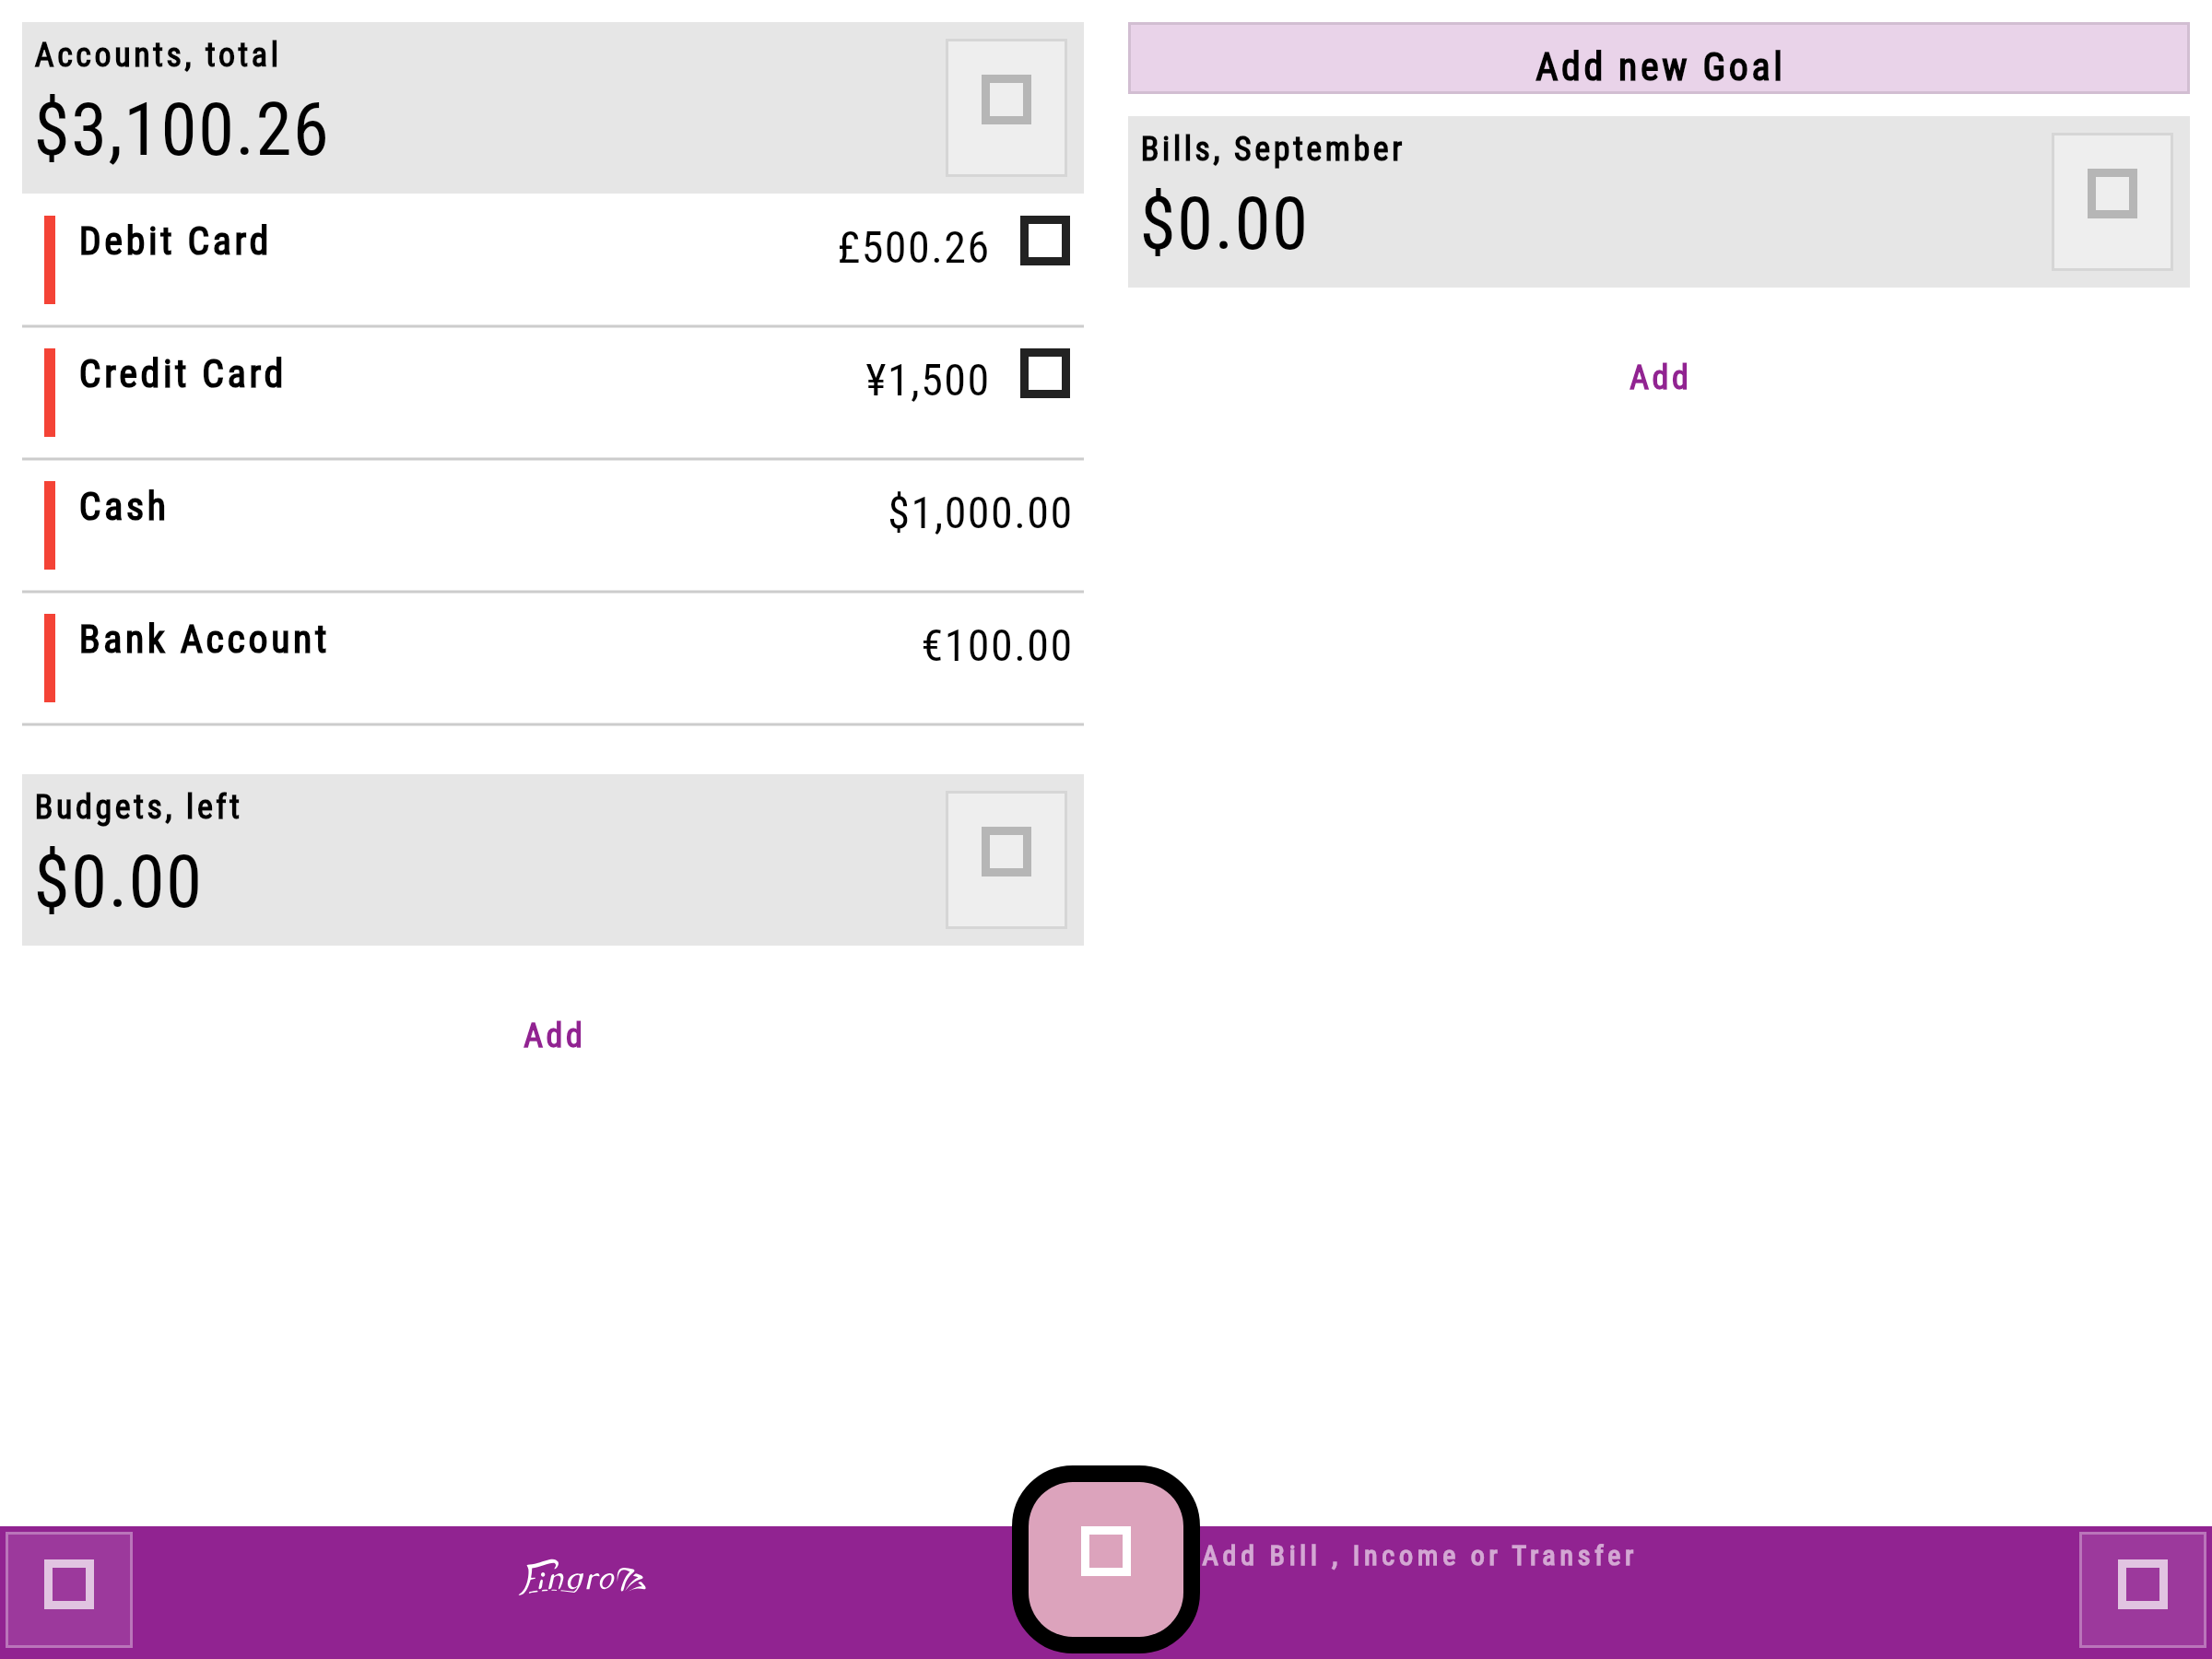 Accounts, total
$3,100.26
Debit Card
£500.26
Credit Card
¥1,500
Cash
$1,000.00
Bank Account
€100.00
Budgets, left
$0.00
Add
Add new Goal
Bills, September
$0.00
Add
Add Bill , Income or Transfer